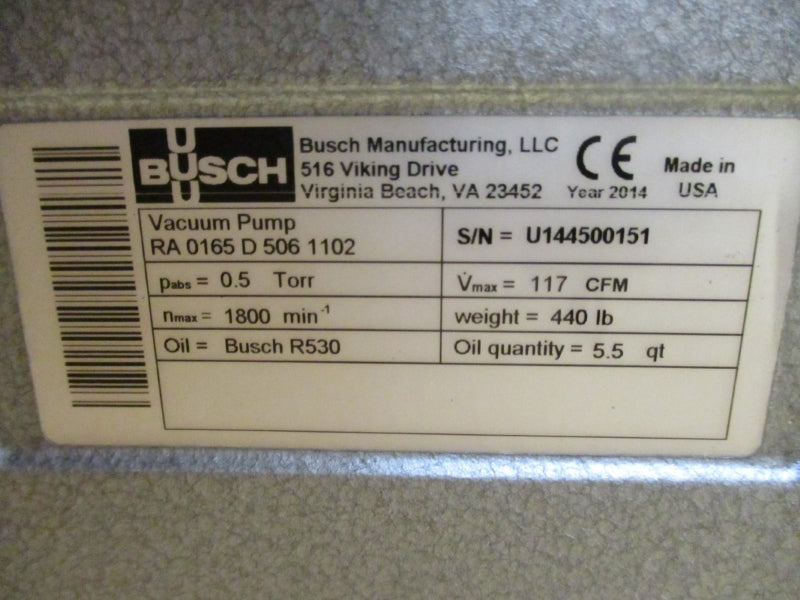 BUSCH
Busch Manufacturing, LLC
516 Viking Drive
Virginia Beach, VA 23452
CE
Year 2014
Made in
USA
Vacuum Pump
RA 0165 D 506 1102
S/N = U144500151
pabs = 0.5 Torr
V̇max = 117 CFM
nmax = 1800 min⁻¹
weight = 440 lb
Oil = Busch R530
Oil quantity = 5.5 qt